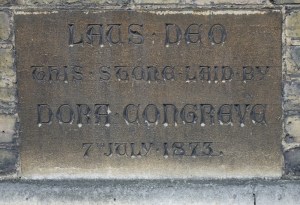 LAUS · DEO
THIS · STONE · LAID · BY
DORA · CONGREVE
7 · JULY · 1873.